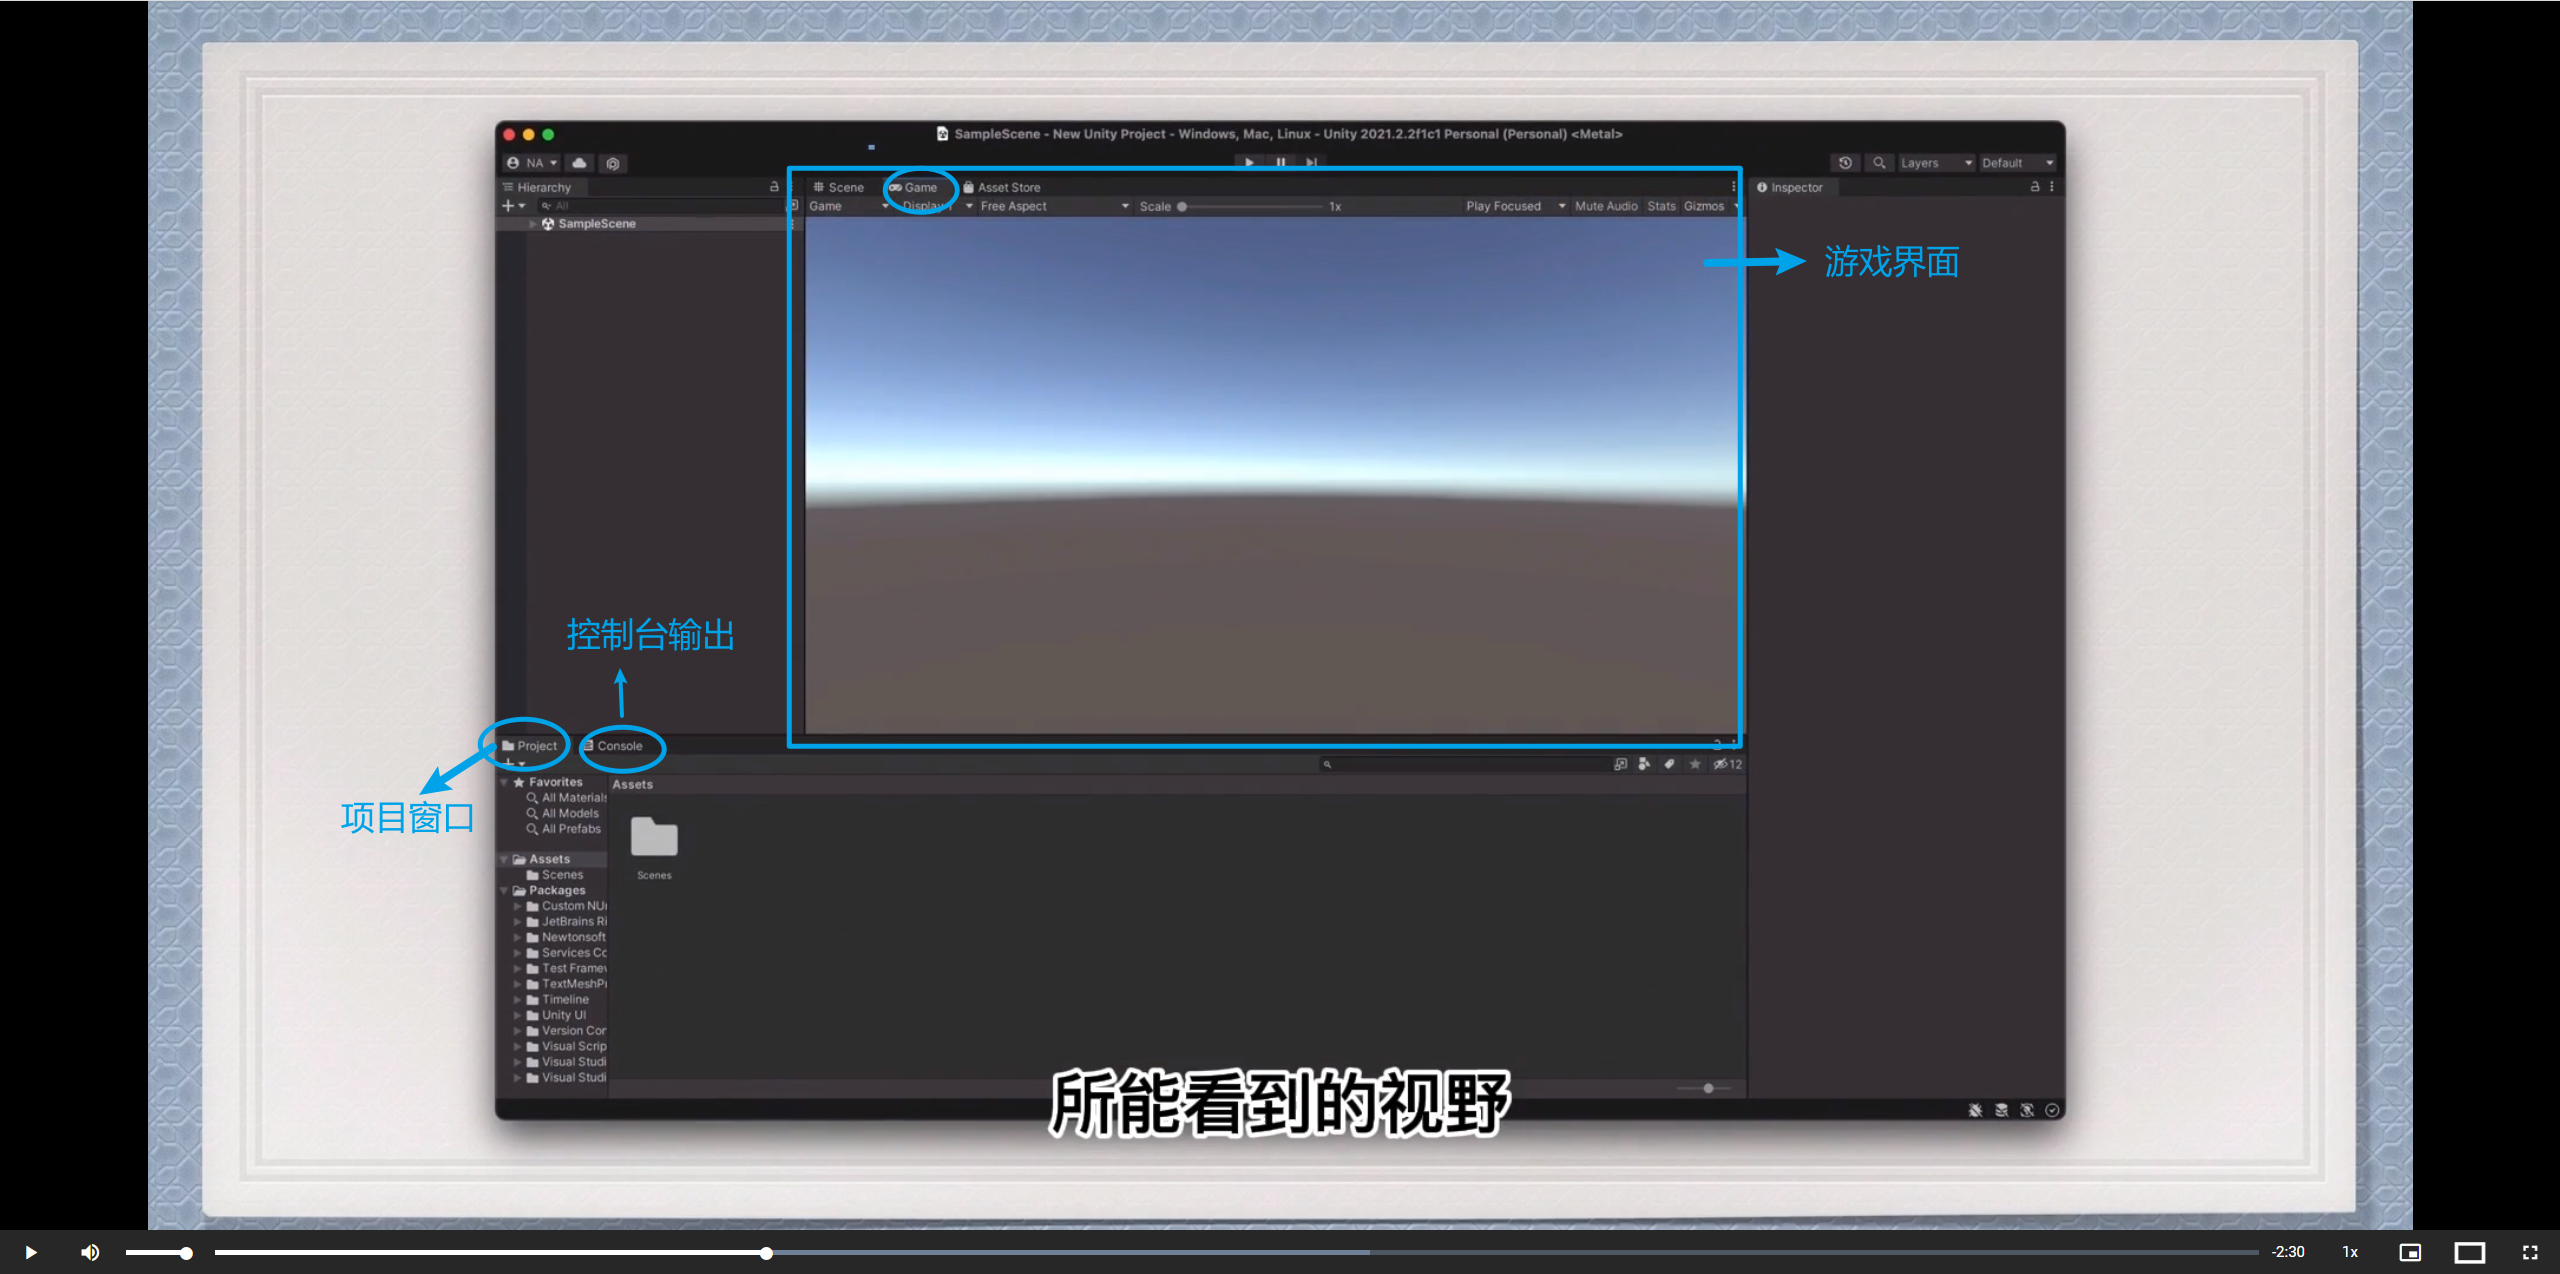 SampleScene - New Unity Project - Windows, Mac, Linux - Unity 2021.2.2f1c1 Personal (Personal) <Metal>
NA
Layers
Default
Hierarchy
Scene
Game
Asset Store
Inspector
All
Game
Display 1
Free Aspect
Scale
1x
Play Focused
Mute Audio
Stats
Gizmos
SampleScene
游戏界面
控制台输出
Project
Console
项目窗口
12
Favorites
All Materials
All Models
All Prefabs
Assets
Scenes
Packages
Custom NU
JetBrains Ri
Newtonsoft
Services Co
Test Framew
TextMeshPr
Timeline
Unity UI
Version Con
Visual Scrip
Visual Studi
Visual Studi
Assets
Scenes
所能看到的视野
-2:30
1x